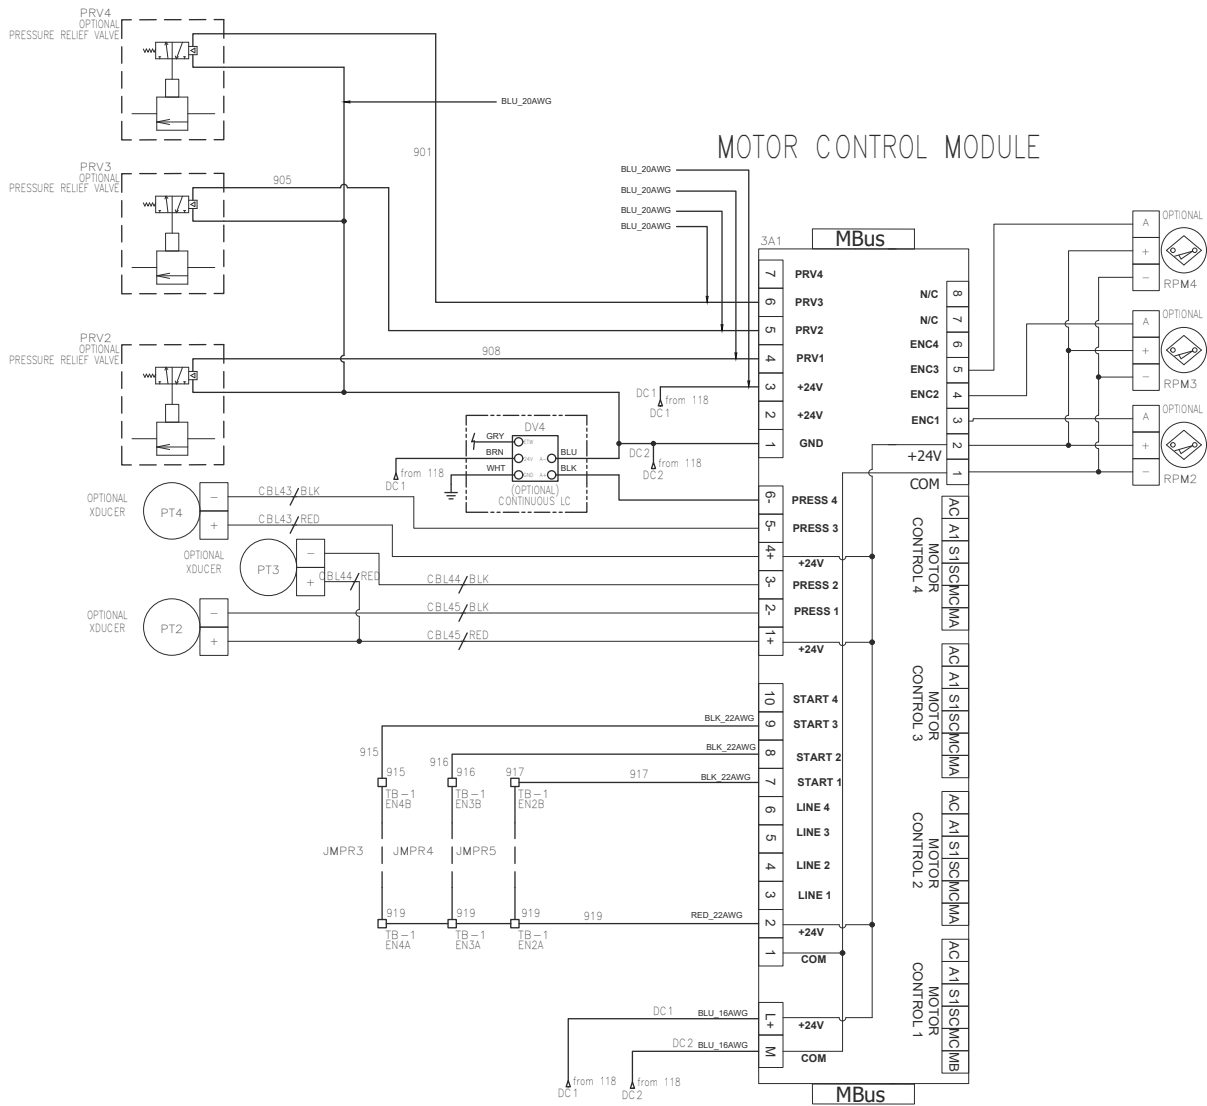 PRV4
OPTIONAL
PRESSURE RELIEF VALVE
BLU_20AWG
901
PRV3
OPTIONAL
PRESSURE RELIEF VALVE
905
PRV2
OPTIONAL
PRESSURE RELIEF VALVE
908
MOTOR CONTROL MODULE
BLU_20AWG
BLU_20AWG
BLU_20AWG
BLU_20AWG
3A1
MBus
7 PRV4
6 PRV3
5 PRV2
4 PRV1
3 +24V
2 +24V
1 GND
DC1
from 118
DC1
DC2
from 118
DC2
DV4
GRY
BRN
WHT
24V
GND
A-
A+
BLU
BLK
(OPTIONAL)
CONTINUOUS LC
from 118
DC1
N/C 8
N/C 7
ENC4 6
ENC3 5
ENC2 4
ENC1 3
+24V 2
COM 1
OPTIONAL
A
+
−
RPM4
OPTIONAL
A
+
−
RPM3
OPTIONAL
A
+
−
RPM2
OPTIONAL
XDUCER
PT4
−
+
CBL43/BLK
CBL43/RED
OPTIONAL
XDUCER
PT3
−
+
CBL44/RED
CBL44/BLK
OPTIONAL
XDUCER
PT2
−
+
CBL45/BLK
CBL45/RED
6- PRESS 4
5- PRESS 3
4+ +24V
3- PRESS 2
2- PRESS 1
1+ +24V
10 START 4
9 START 3
8 START 2
7 START 1
6 LINE 4
5 LINE 3
4 LINE 2
3 LINE 1
2 +24V
1 COM
BLK_22AWG
BLK_22AWG
BLK_22AWG
RED_22AWG
915
916
917
915
TB-1
EN4B
916
TB-1
EN3B
917
TB-1
EN2B
JMPR3
JMPR4
JMPR5
919
TB-1
EN4A
919
TB-1
EN3A
919
TB-1
EN2A
919
MOTOR
CONTROL 4
AC A1 S1 SC MC MA
MOTOR
CONTROL 3
AC A1 S1 SC MC MA
MOTOR
CONTROL 2
AC A1 S1 SC MC MA
MOTOR
CONTROL 1
AC A1 S1 SC MC MB
DC1 BLU_16AWG
L+ +24V
DC2 BLU_16AWG
M COM
from 118
DC1
from 118
DC2
MBus